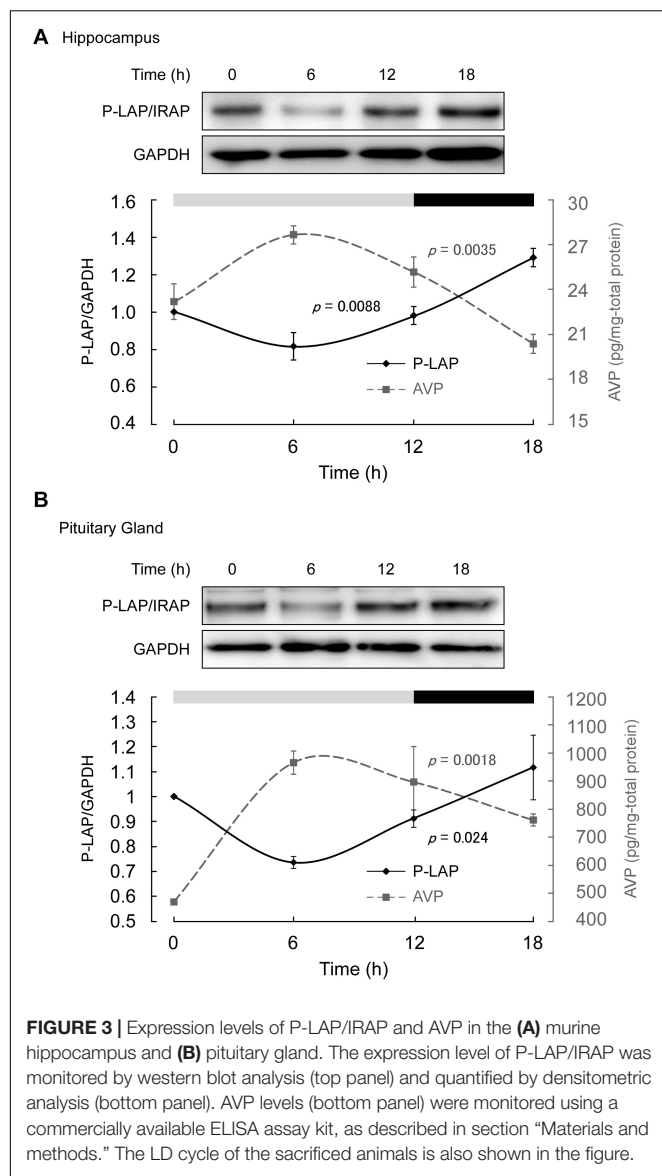 A Hippocampus
Time (h) 0 6 12 18
P-LAP/IRAP
GAPDH
1.6
1.4
1.2
1.0
0.8
0.6
0.4
P-LAP/GAPDH
30
27
24
22
21
18
15
AVP (pg/mg-total protein)
p = 0.0035
p = 0.0088
P-LAP
AVP
0 6 12 18
Time (h)
B
Pituitary Gland
Time (h) 0 6 12 18
P-LAP/IRAP
GAPDH
1.4
1.3
1.2
1.1
1
0.9
0.8
0.7
0.6
0.5
P-LAP/GAPDH
1200
1100
1000
900
800
700
600
500
400
AVP (pg/mg-total protein)
p = 0.0018
p = 0.024
P-LAP
AVP
0 6 12 18
Time (h)
FIGURE 3 | Expression levels of P-LAP/IRAP and AVP in the (A) murine
hippocampus and (B) pituitary gland. The expression level of P-LAP/IRAP was
monitored by western blot analysis (top panel) and quantified by densitometric
analysis (bottom panel). AVP levels (bottom panel) were monitored using a
commercially available ELISA assay kit, as described in section “Materials and
methods.” The LD cycle of the sacrificed animals is also shown in the figure.